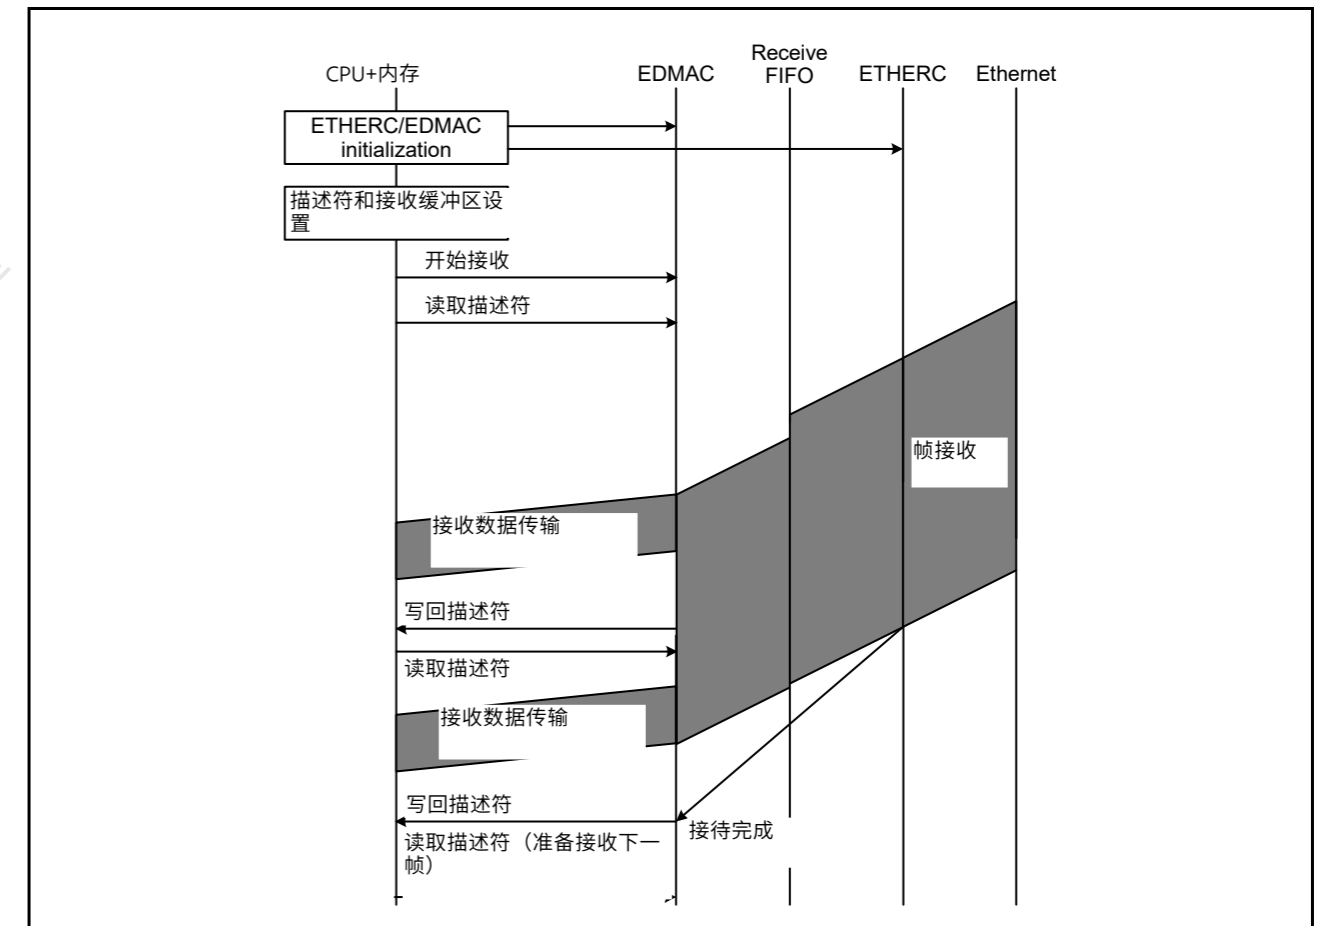 CPU+内存
EDMAC
Receive
FIFO
ETHERC
Ethernet
ETHERC/EDMAC
initialization
描述符和接收缓冲区设
置
开始接收
读取描述符
帧接收
接收数据传输
写回描述符
读取描述符
接收数据传输
写回描述符
接待完成
读取描述符（准备接收下一
帧）